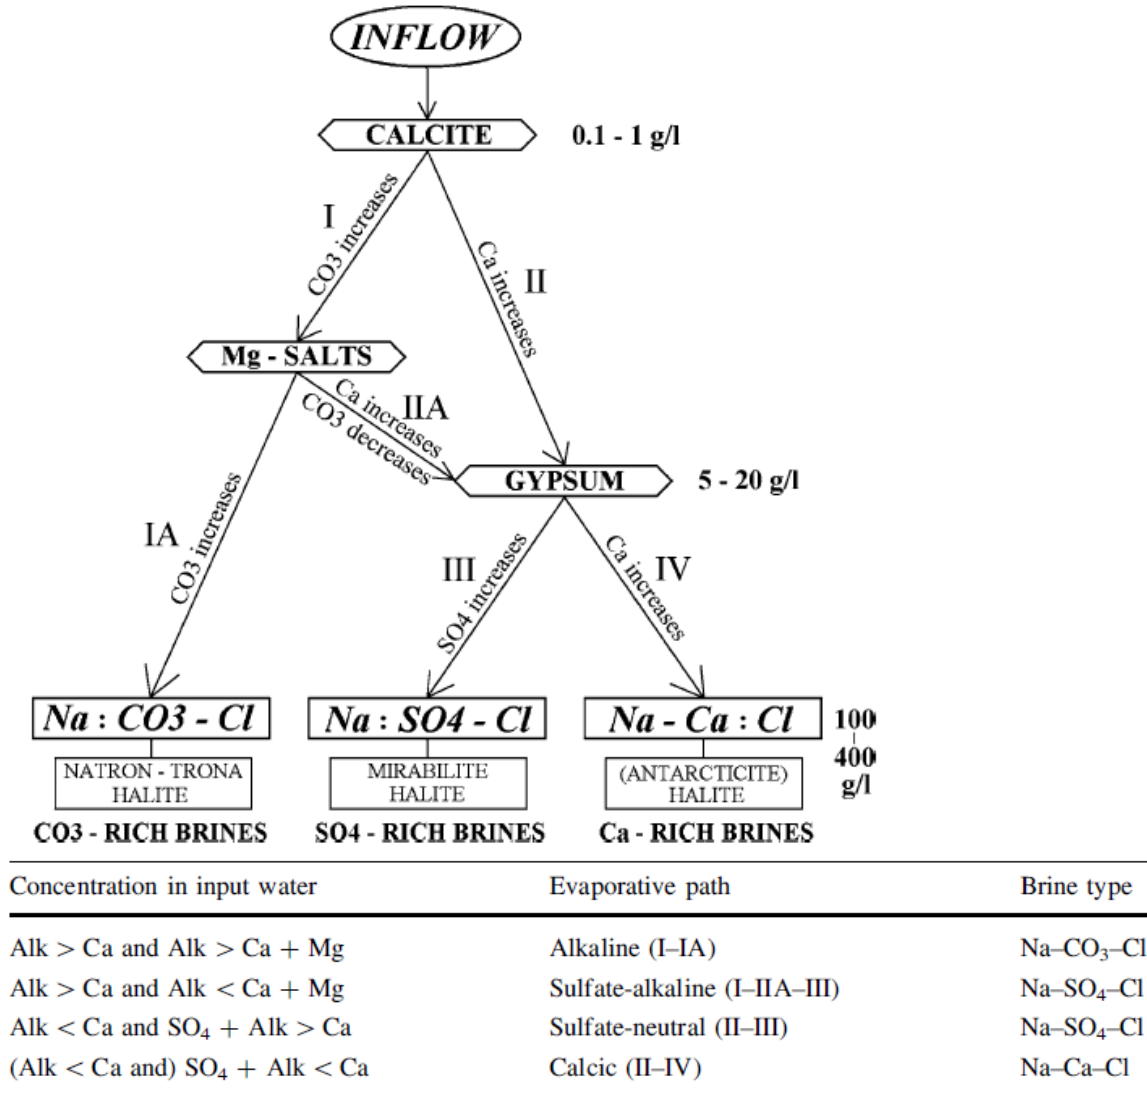 INFLOW
CALCITE
0.1 - 1 g/l
I
CO3 increases
Ca increases
II
Mg - SALTS
Ca increases
IIA
CO3 decreases
GYPSUM
5 - 20 g/l
IA
CO3 increases
III
SO4 increases
Ca increases
IV
Na : CO3 - Cl
Na : SO4 - Cl
Na - Ca : Cl
100
400
g/l
NATRON - TRONA
HALITE
MIRABILITE
HALITE
(ANTARCTICITE)
HALITE
CO3 - RICH BRINES
SO4 - RICH BRINES
Ca - RICH BRINES
Concentration in input water Evaporative path Brine type
Alk > Ca and Alk > Ca + Mg Alkaline (I–IA) Na–CO₃–Cl
Alk > Ca and Alk < Ca + Mg Sulfate-alkaline (I–IIA–III) Na–SO₄–Cl
Alk < Ca and SO₄ + Alk > Ca Sulfate-neutral (II–III) Na–SO₄–Cl
(Alk < Ca and) SO₄ + Alk < Ca Calcic (II–IV) Na–Ca–Cl